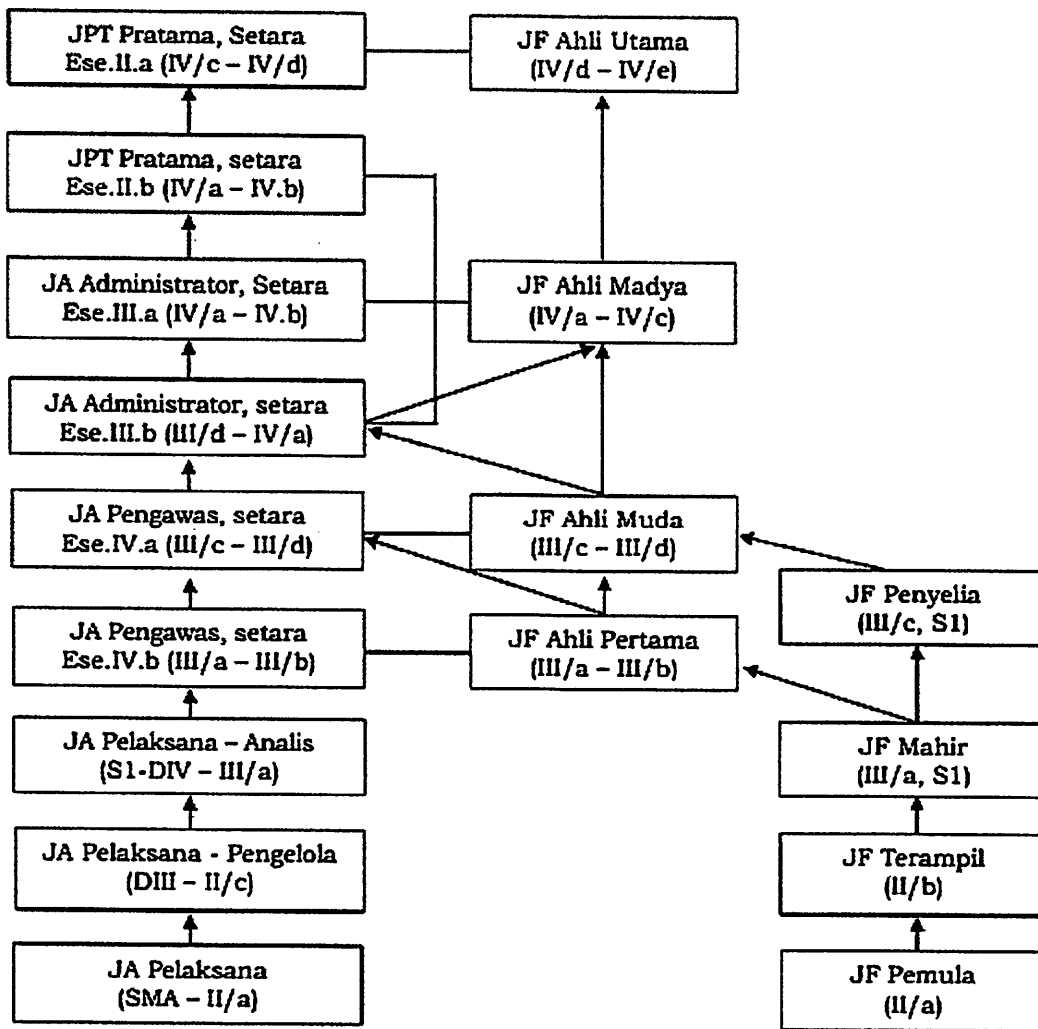 JPT Pratama, Setara
Ese.II.a (IV/c – IV/d)
JF Ahli Utama
(IV/d – IV/e)
JPT Pratama, setara
Ese.II.b (IV/a – IV.b)
JA Administrator, Setara
Ese.III.a (IV/a – IV.b)
JF Ahli Madya
(IV/a – IV/c)
JA Administrator, setara
Ese.III.b (III/d – IV/a)
JA Pengawas, setara
Ese.IV.a (III/c – III/d)
JF Ahli Muda
(III/c – III/d)
JF Penyelia
(III/c, S1)
JA Pengawas, setara
Ese.IV.b (III/a – III/b)
JF Ahli Pertama
(III/a – III/b)
JA Pelaksana – Analis
(S1-DIV – III/a)
JF Mahir
(III/a, S1)
JA Pelaksana - Pengelola
(DIII – II/c)
JF Terampil
(II/b)
JA Pelaksana
(SMA – II/a)
JF Pemula
(II/a)